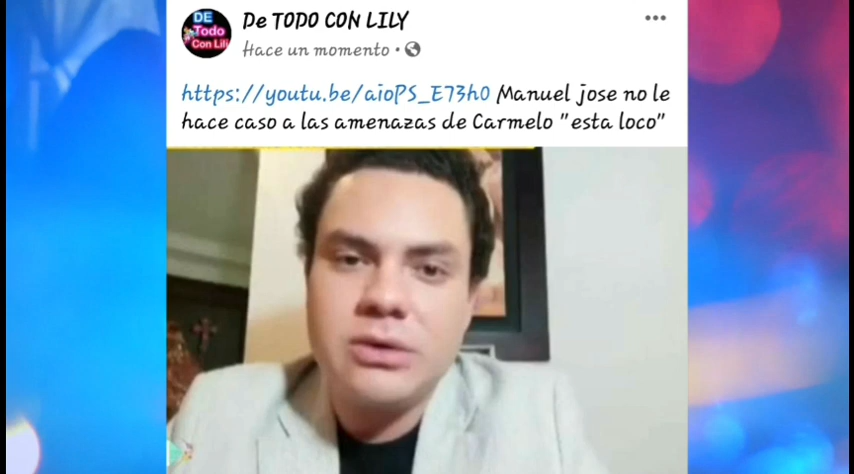 DE
Todo
Con Lili
De TODO CON LILY
Hace un momento •
https://youtu.be/aioPS_E73h0 Manuel jose no le
hace caso a las amenazas de Carmelo "esta loco"